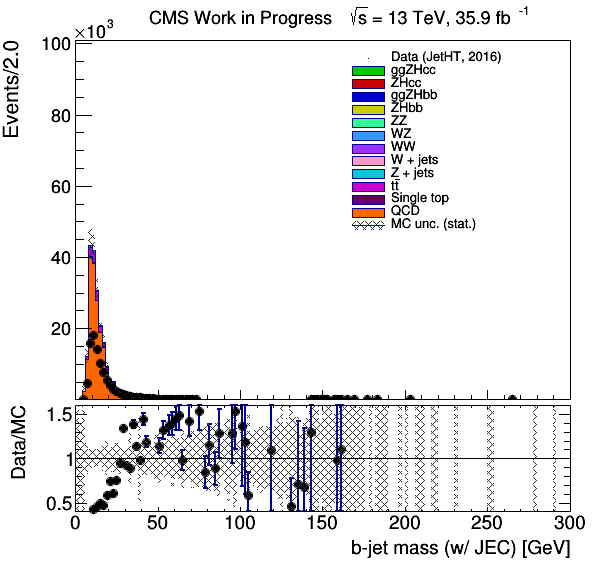 CMS Work in Progress √s = 13 TeV, 35.9 fb⁻¹
×10³
Events/2.0
100
80
60
40
20
Data (JetHT, 2016)
ggZHcc
ZHcc
ggZHbb
ZHbb
ZZ
WZ
WW
W + jets
Z + jets
tt̄
Single top
QCD
MC unc. (stat.)
Data/MC
1.5
1
0.5
0 50 100 150 200 250 300
b-jet mass (w/ JEC) [GeV]